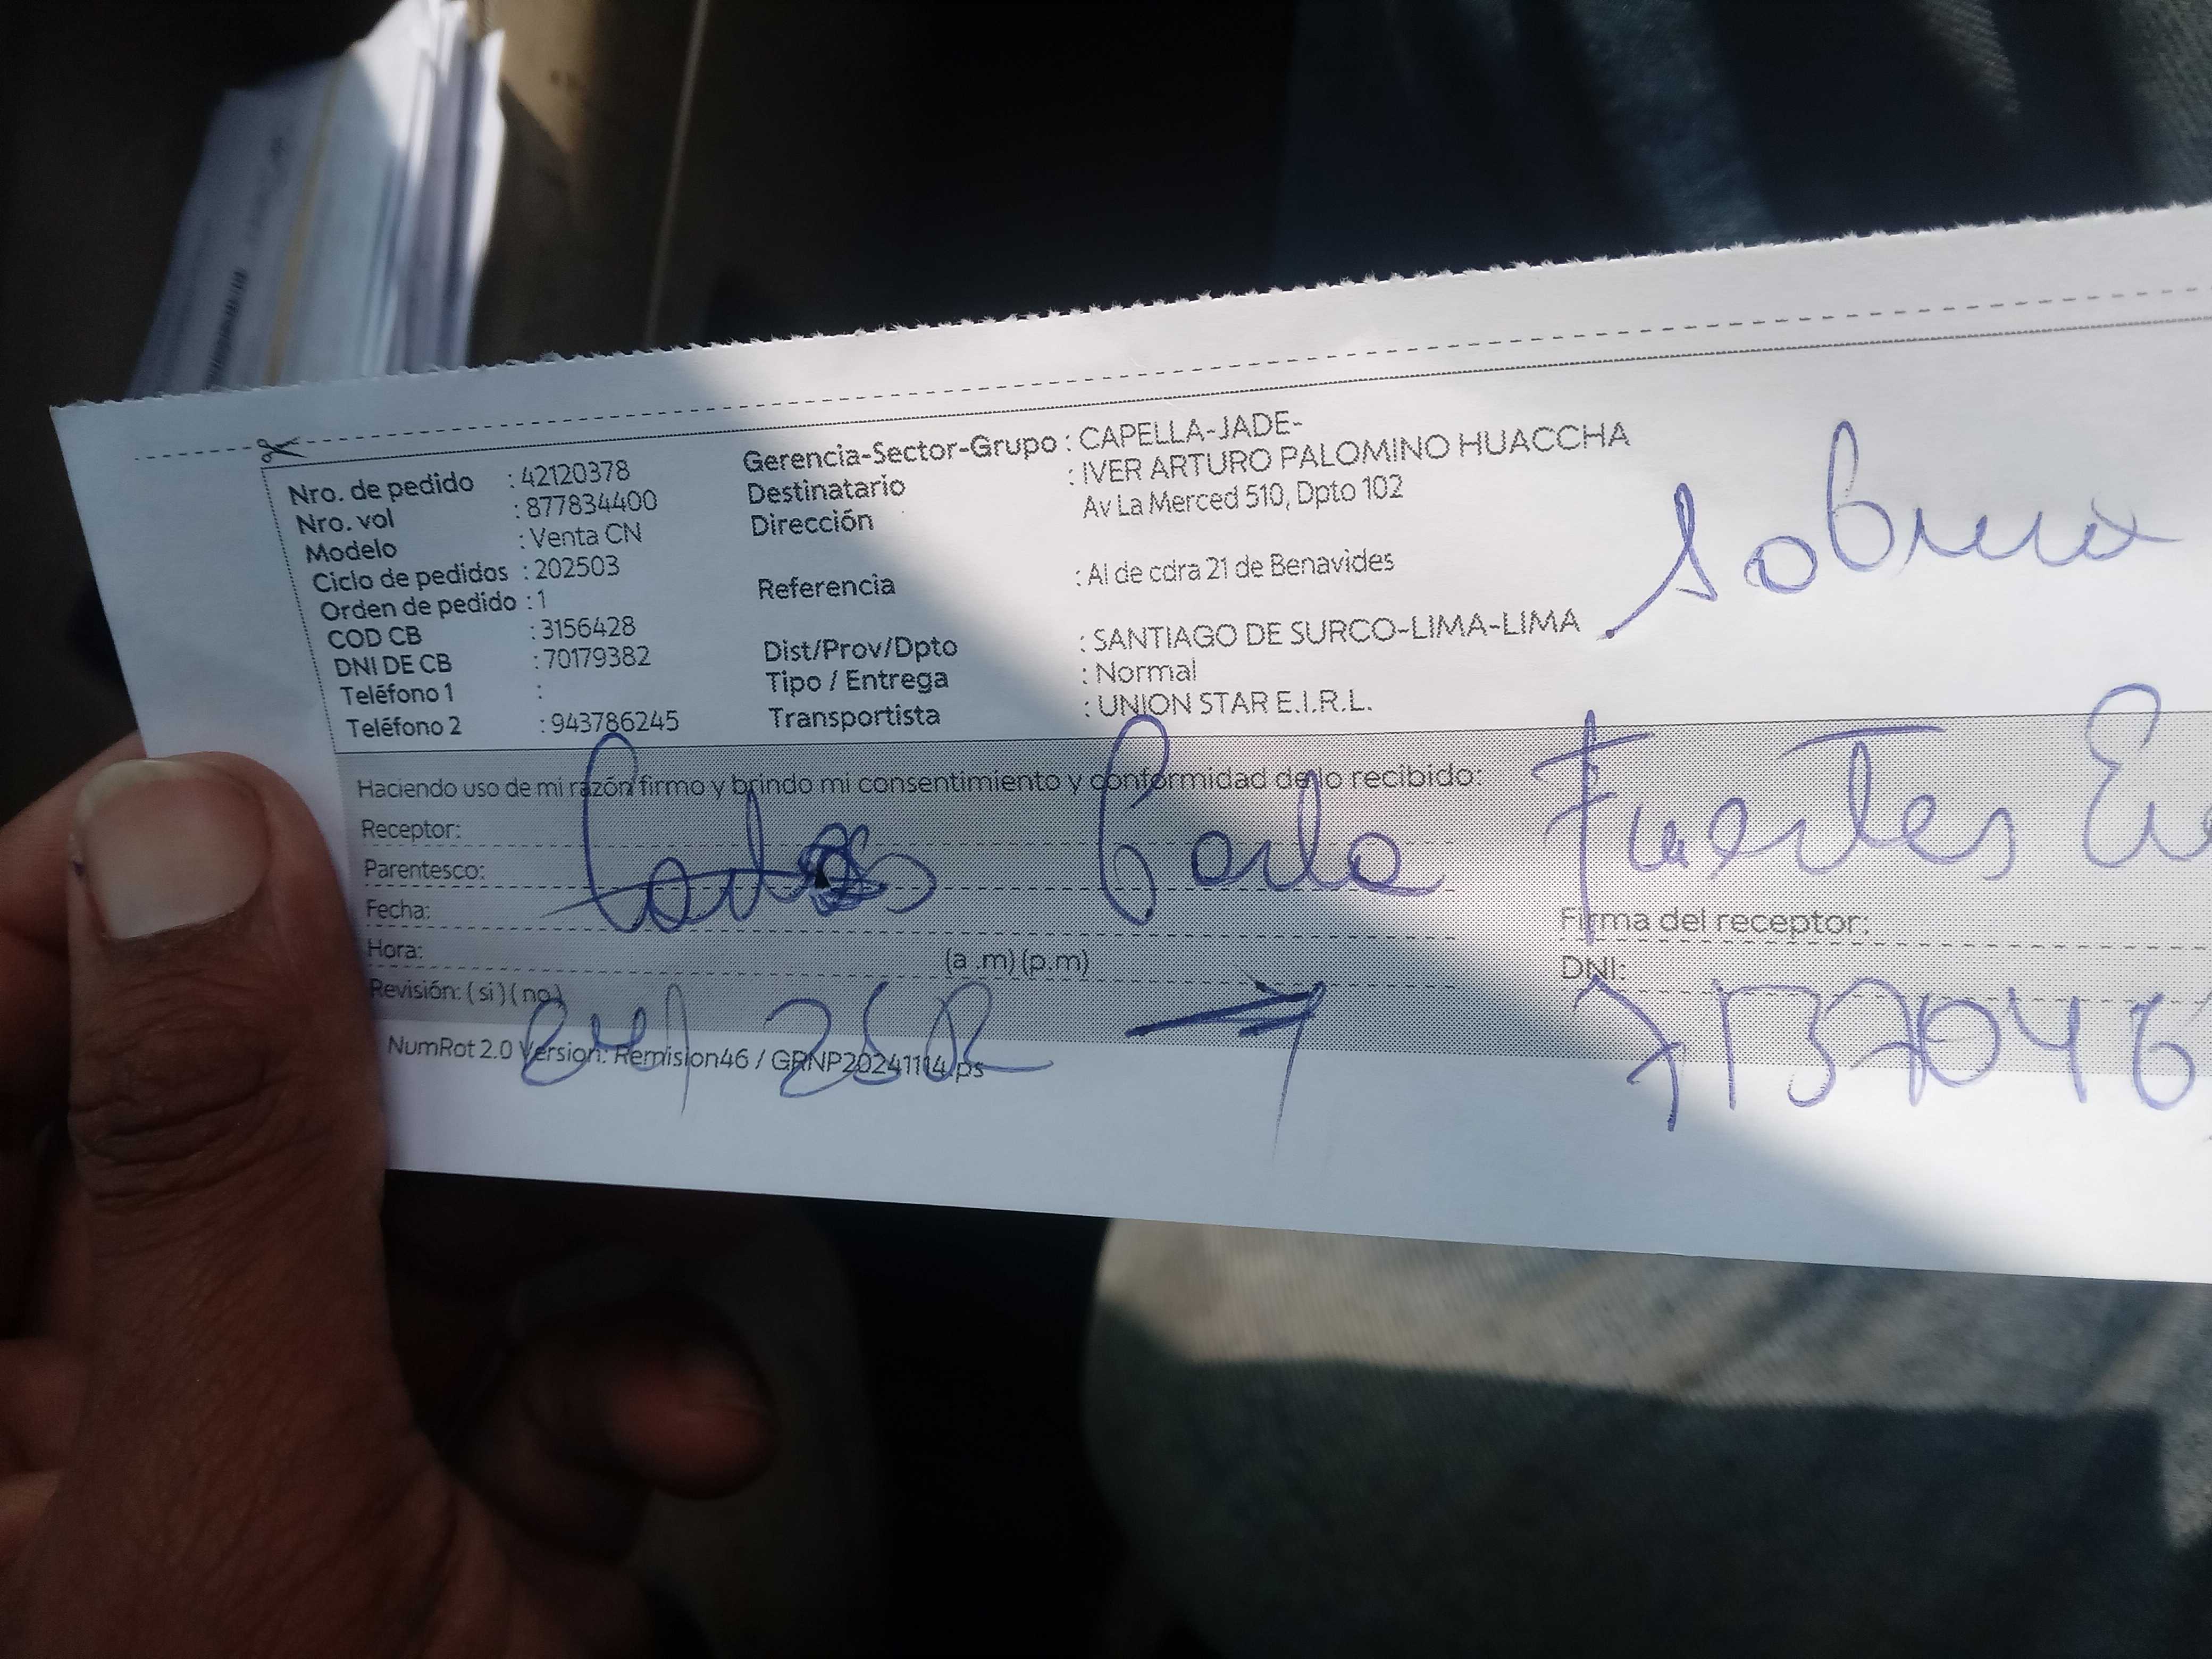 Nro. de pedido : 42120378
Nro. vol : 877834400
Modelo : Venta CN
Ciclo de pedidos : 202503
Orden de pedido : 1
COD CB : 3156428
DNI DE CB : 70179382
Teléfono 1 :
Teléfono 2 : 943786245
Gerencia-Sector-Grupo : CAPELLA-JADE-
Destinatario : IVER ARTURO PALOMINO HUACCHA
Dirección Av La Merced 510, Dpto 102
Referencia : Al de cdra 21 de Benavides
Dist/Prov/Dpto : SANTIAGO DE SURCO-LIMA-LIMA
Tipo / Entrega : Normal
Transportista : UNION STAR E.I.R.L.
Haciendo uso de mi razón firmo y brindo mi consentimiento y conformidad de lo recibido:
Receptor:
Parentesco: Carla Fuertes
Fecha:
Hora: (a .m) (p.m)
Revisión: ( si ) ( no )
Firma del receptor:
DNI:
NumRot 2.0 Version: Remision46 / GRNP20241114.ps